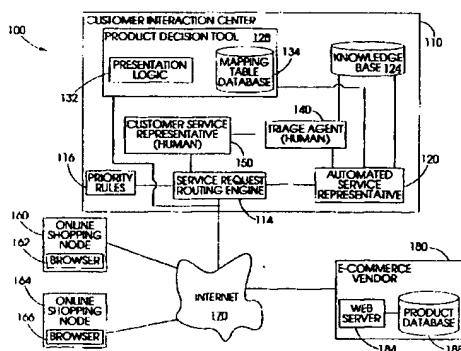 CUSTOMER INTERACTION CENTER
110
100
PRODUCT DECISION TOOL 128
PRESENTATION
LOGIC
132
MAPPING
TABLE
DATABASE
134
KNOWLEDGE
BASE 124
140
CUSTOMER SERVICE
REPRESENTATIVE
(HUMAN)
TRIAGE AGENT
(HUMAN)
116
150
120
PRIORITY
RULES
SERVICE REQUEST
ROUTING ENGINE
AUTOMATED
SERVICE
REPRESENTATIVE
114
160
ONLINE
SHOPPING
NODE
162
BROWSER
164
ONLINE
SHOPPING
NODE
166
BROWSER
INTERNET
170
180
E-COMMERCE
VENDOR
WEB
SERVER
184
PRODUCT
DATABASE
188